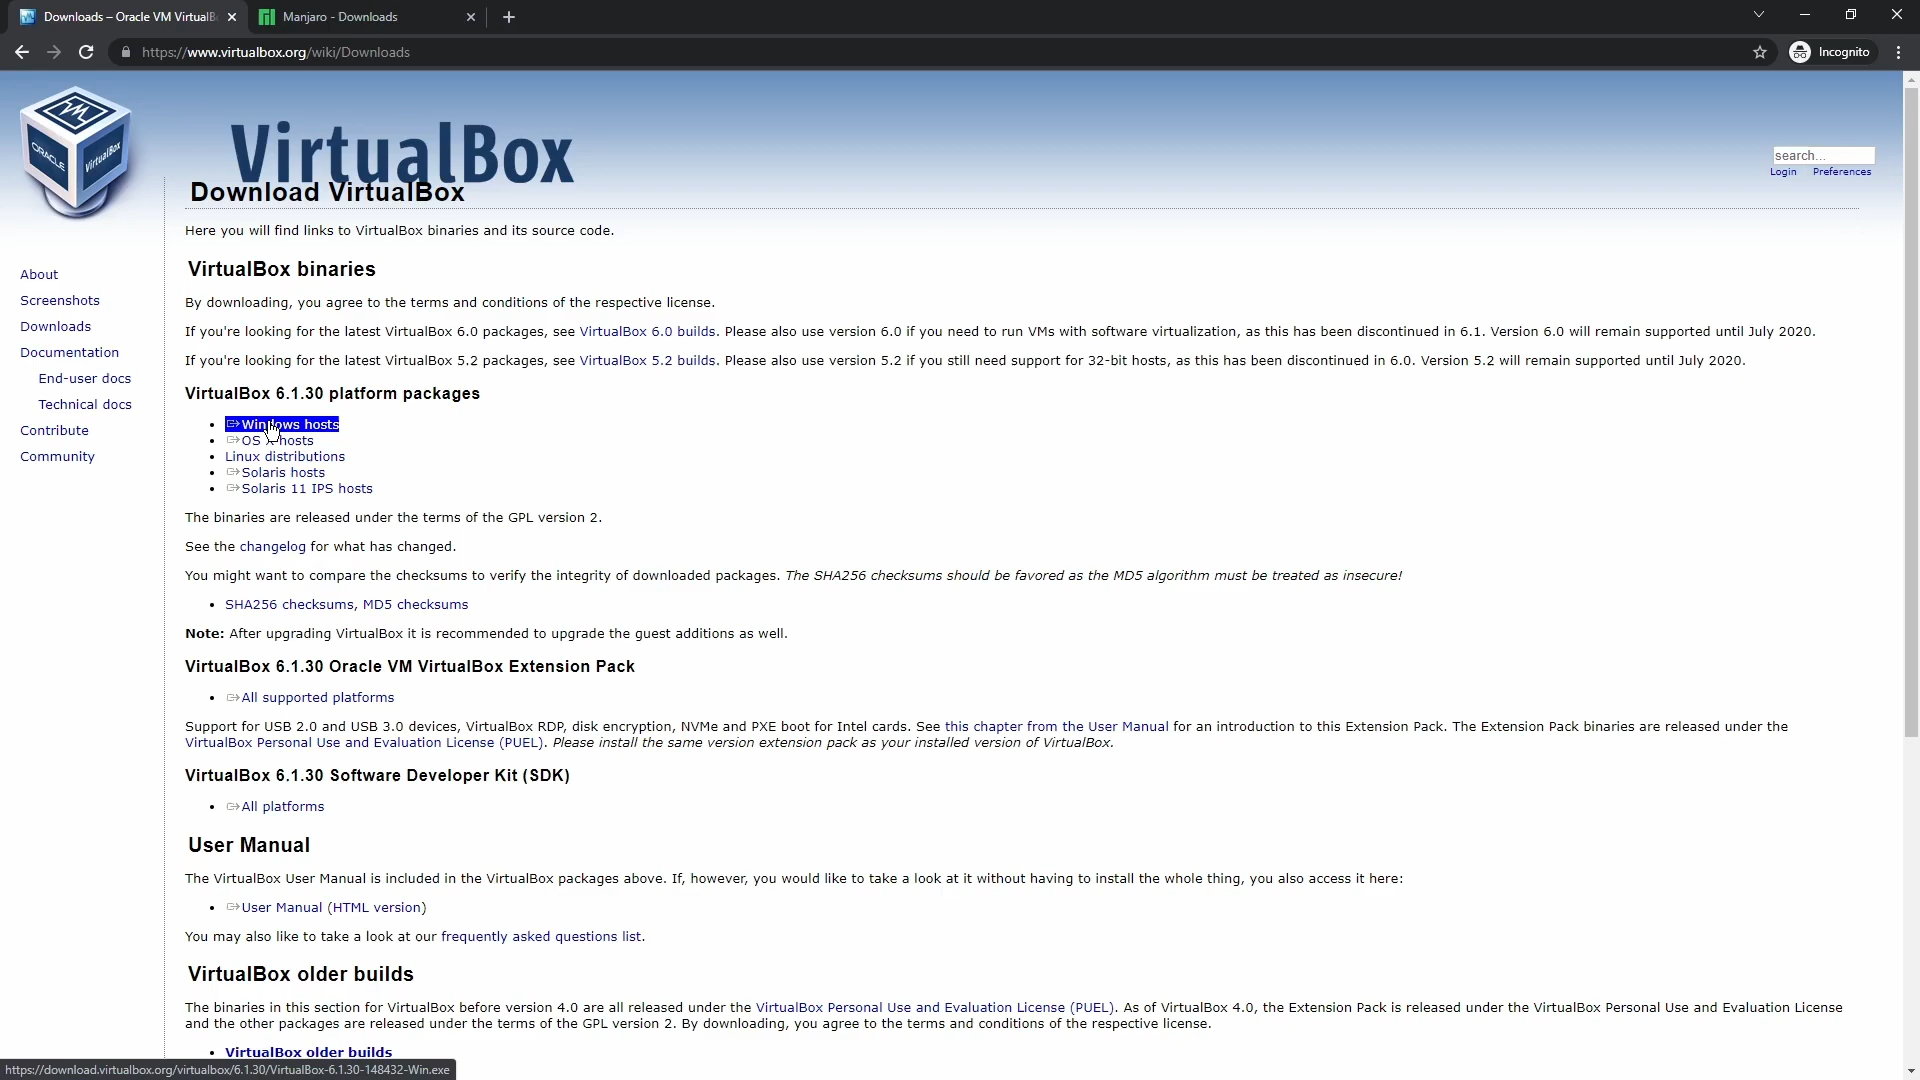 Downloads – Oracle VM VirtualB
Manjaro - Downloads
https://www.virtualbox.org/wiki/Downloads
Incognito
ORACLE
VirtualBox
VirtualBox
search...
Login Preferences
Download VirtualBox
Here you will find links to VirtualBox binaries and its source code.
About
Screenshots
Downloads
Documentation
End-user docs
Technical docs
Contribute
Community
VirtualBox binaries
By downloading, you agree to the terms and conditions of the respective license.
If you're looking for the latest VirtualBox 6.0 packages, see VirtualBox 6.0 builds. Please also use version 6.0 if you need to run VMs with software virtualization, as this has been discontinued in 6.1. Version 6.0 will remain supported until July 2020.
If you're looking for the latest VirtualBox 5.2 packages, see VirtualBox 5.2 builds. Please also use version 5.2 if you still need support for 32-bit hosts, as this has been discontinued in 6.0. Version 5.2 will remain supported until July 2020.
VirtualBox 6.1.30 platform packages
Windows hosts
OS X hosts
Linux distributions
Solaris hosts
Solaris 11 IPS hosts
The binaries are released under the terms of the GPL version 2.
See the changelog for what has changed.
You might want to compare the checksums to verify the integrity of downloaded packages. The SHA256 checksums should be favored as the MD5 algorithm must be treated as insecure!
SHA256 checksums, MD5 checksums
Note: After upgrading VirtualBox it is recommended to upgrade the guest additions as well.
VirtualBox 6.1.30 Oracle VM VirtualBox Extension Pack
All supported platforms
Support for USB 2.0 and USB 3.0 devices, VirtualBox RDP, disk encryption, NVMe and PXE boot for Intel cards. See this chapter from the User Manual for an introduction to this Extension Pack. The Extension Pack binaries are released under the
VirtualBox Personal Use and Evaluation License (PUEL). Please install the same version extension pack as your installed version of VirtualBox.
VirtualBox 6.1.30 Software Developer Kit (SDK)
All platforms
User Manual
The VirtualBox User Manual is included in the VirtualBox packages above. If, however, you would like to take a look at it without having to install the whole thing, you also access it here:
User Manual (HTML version)
You may also like to take a look at our frequently asked questions list.
VirtualBox older builds
The binaries in this section for VirtualBox before version 4.0 are all released under the VirtualBox Personal Use and Evaluation License (PUEL). As of VirtualBox 4.0, the Extension Pack is released under the VirtualBox Personal Use and Evaluation License
and the other packages are released under the terms of the GPL version 2. By downloading, you agree to the terms and conditions of the respective license.
VirtualBox older builds
https://download.virtualbox.org/virtualbox/6.1.30/VirtualBox-6.1.30-148432-Win.exe